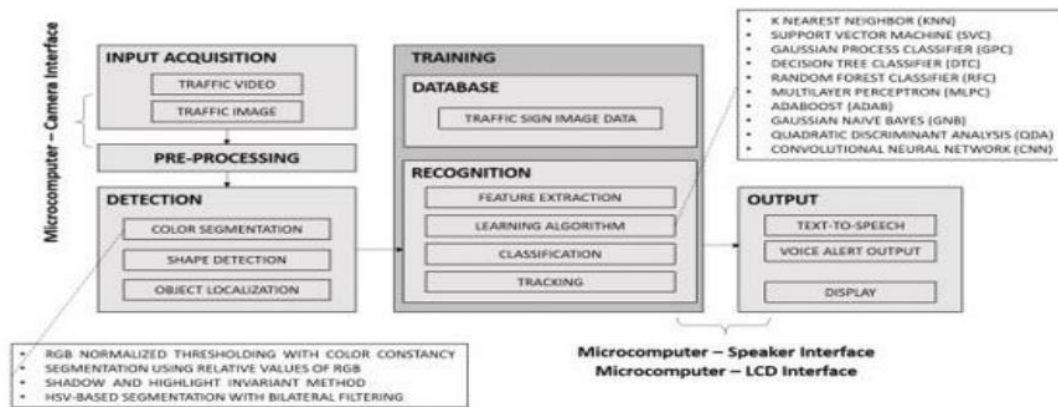 Microcomputer – Camera Interface
INPUT ACQUISITION
TRAFFIC VIDEO
TRAFFIC IMAGE
PRE-PROCESSING
DETECTION
COLOR SEGMENTATION
SHAPE DETECTION
OBJECT LOCALIZATION
• RGB NORMALIZED THRESHOLDING WITH COLOR CONSTANCY
• SEGMENTATION USING RELATIVE VALUES OF RGB
• SHADOW AND HIGHLIGHT INVARIANT METHOD
• HSV-BASED SEGMENTATION WITH BILATERAL FILTERING
TRAINING
DATABASE
TRAFFIC SIGN IMAGE DATA
RECOGNITION
FEATURE EXTRACTION
LEARNING ALGORITHM
CLASSIFICATION
TRACKING
• K NEAREST NEIGHBOR (KNN)
• SUPPORT VECTOR MACHINE (SVC)
• GAUSSIAN PROCESS CLASSIFIER (GPC)
• DECISION TREE CLASSIFIER (DTC)
• RANDOM FOREST CLASSIFIER (RFC)
• MULTILAYER PERCEPTRON (MLPC)
• ADABOOST (ADAB)
• GAUSSIAN NAIVE BAYES (GNB)
• QUADRATIC DISCRIMINANT ANALYSIS (QDA)
• CONVOLUTIONAL NEURAL NETWORK (CNN)
OUTPUT
TEXT-TO-SPEECH
VOICE ALERT OUTPUT
DISPLAY
Microcomputer – Speaker Interface
Microcomputer – LCD Interface